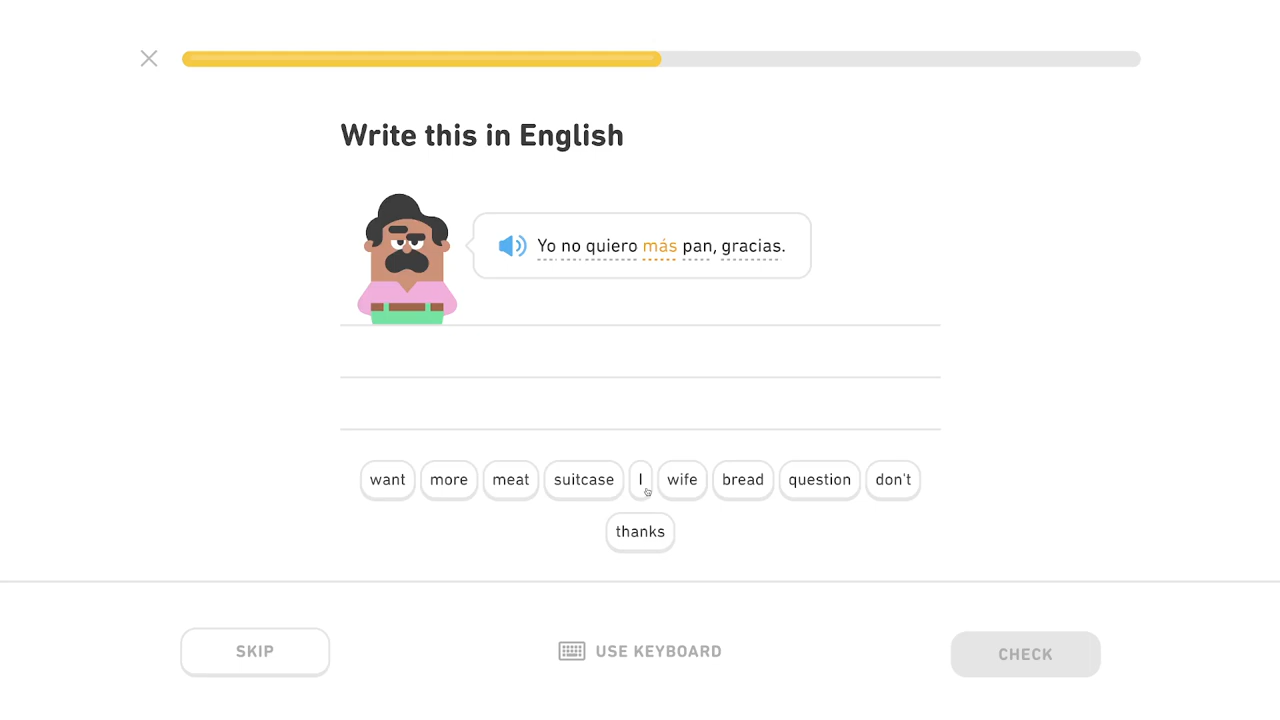 Write this in English
Yo no quiero más pan, gracias.
want more meat suitcase I wife bread question don't
thanks
SKIP USE KEYBOARD CHECK